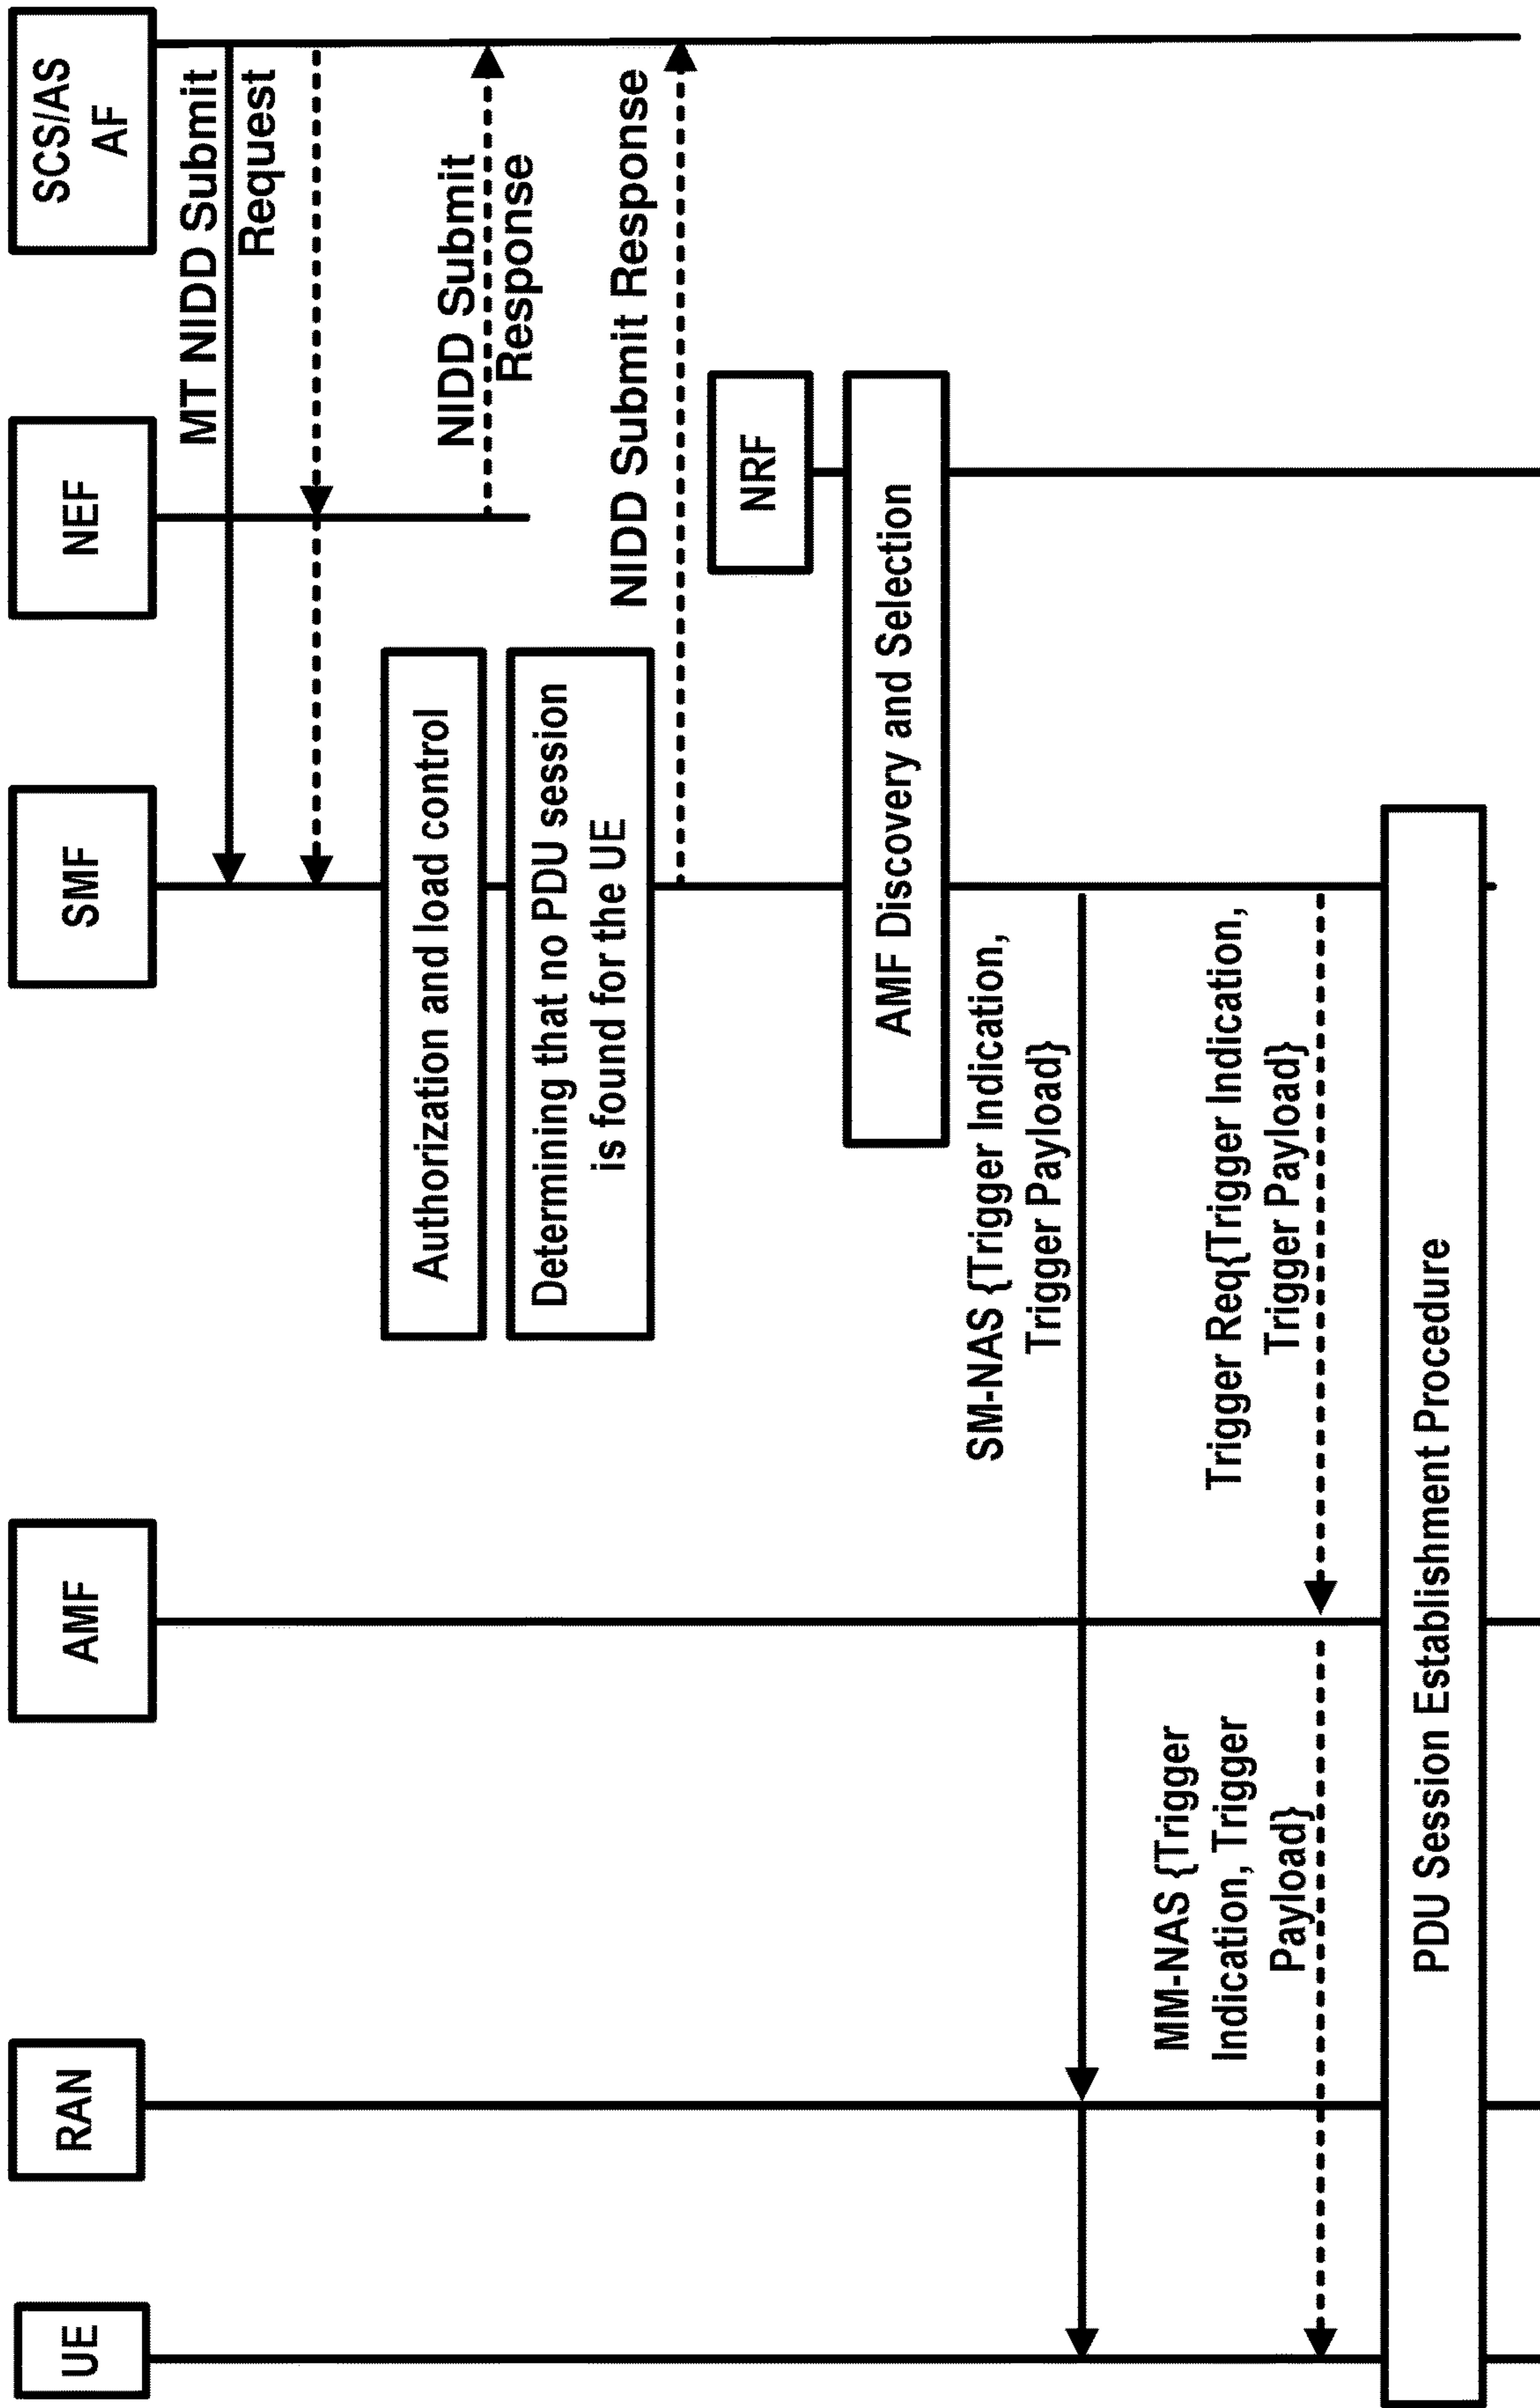 UE
RAN
AMF
SMF
NEF
SCS/AS
AF
MT NIDD Submit
Request
Authorization and load control
NIDD Submit
Response
Determining that no PDU session
is found for the UE
NIDD Submit Response
NRF
AMF Discovery and Selection
SM-NAS {Trigger Indication,
Trigger Payload}
MM-NAS {Trigger
Indication, Trigger
Payload}
Trigger Req{Trigger Indication,
Trigger Payload}
PDU Session Establishment Procedure